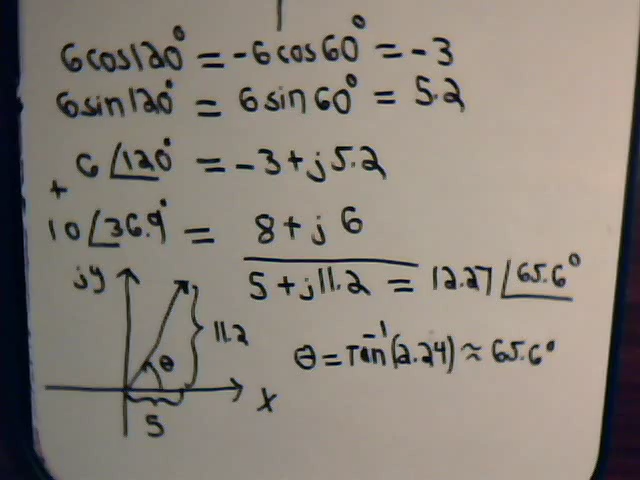 6cos120° = -6cos60° = -3
6sin120° = 6sin60° = 5.2
6∠120° = -3+j5.2
+
10∠36.9° = 8+j6
5+j11.2 = 12.27∠65.6°
jy
11.2
θ
θ=Tan⁻¹(2.24)≈65.6°
x
5